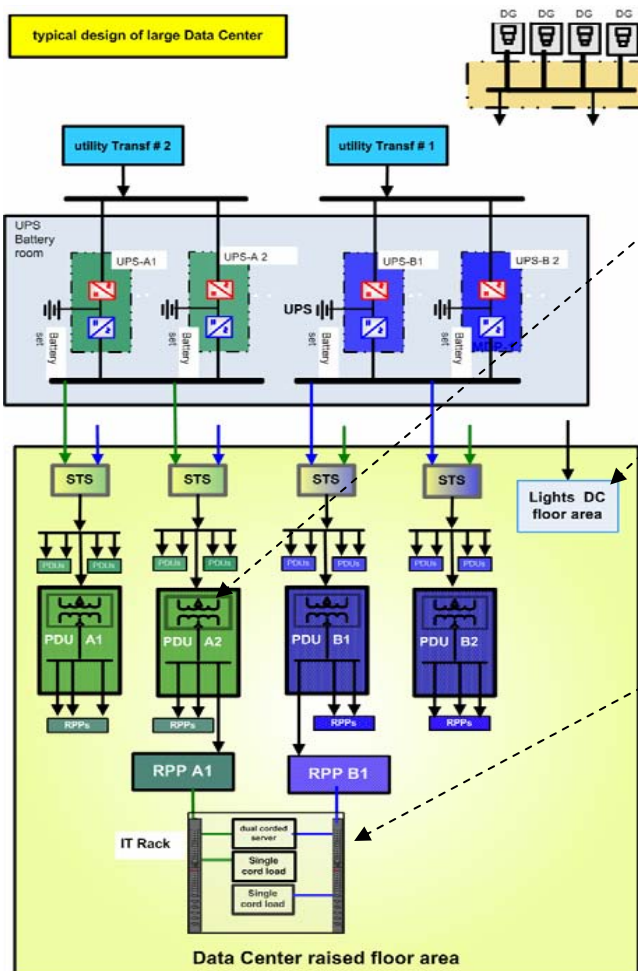 typical design of large Data Center
DG DG DG DG
utility Transf # 2
utility Transf # 1
UPS
Battery
room
UPS-A1
UPS-A 2
UPS-B1
UPS-B 2
UPS
Battery
set
Battery
set
Battery
set
Battery
set
STS
STS
STS
STS
Lights DC
floor area
PDUs PDUs
PDUs PDUs
PDUs PDUs
PDUs PDUs
PDU A1
PDU A2
PDU B1
PDU B2
RPPs
RPPs
RPPs
RPPs
RPP A1
RPP B1
IT Rack
dual corded
server
Single
cord load
Single
cord load
Data Center raised floor area